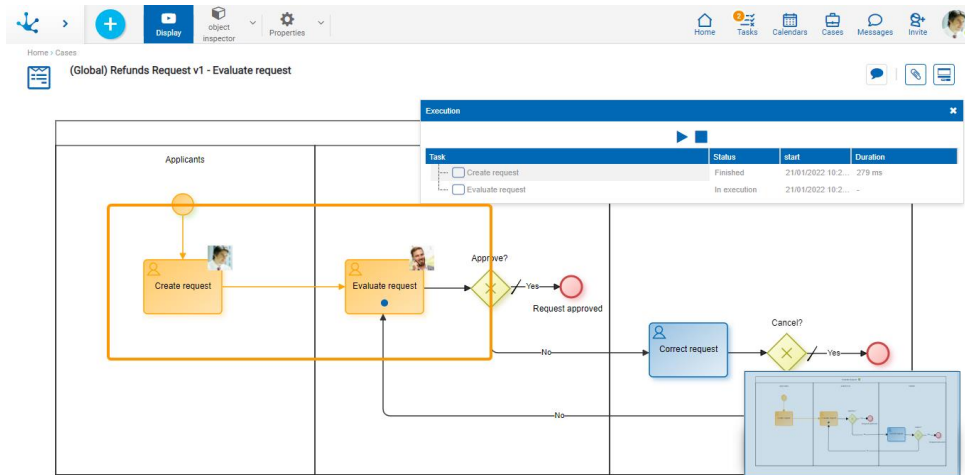 Display
object
inspector
Properties
Home
2
Tasks
Calendars
Cases
Messages
Invite
Home › Cases
(Global) Refunds Request v1 - Evaluate request
Execution
Task Status start Duration
Create request Finished 21/01/2022 10:2... 279 ms
Evaluate request In execution 21/01/2022 10:2... -
Applicants
Create request
Evaluate request
Approve?
Yes
Request approved
No
Correct request
Cancel?
Yes
No